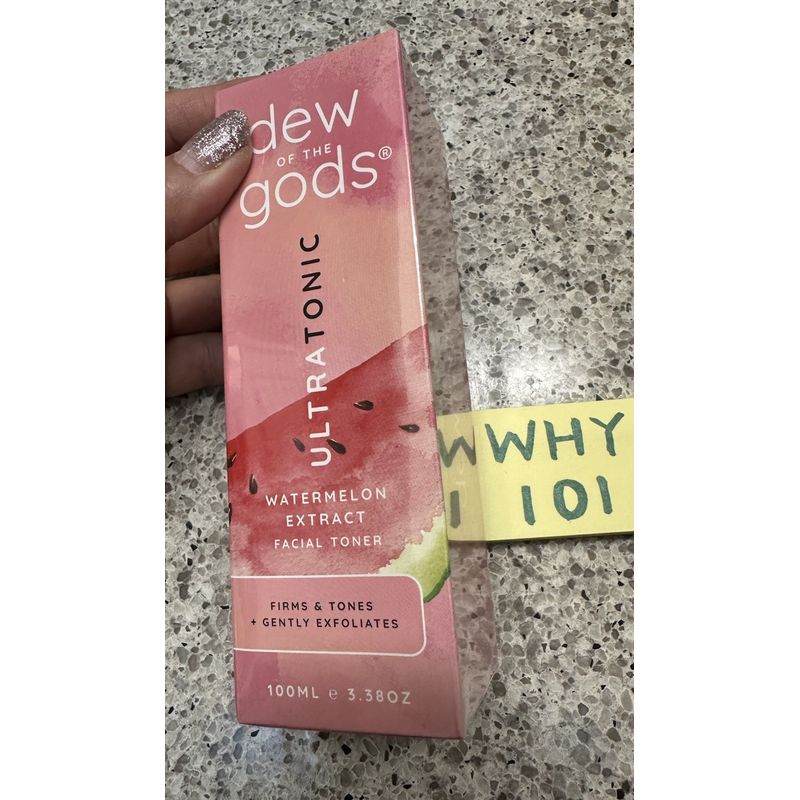 dew
OF THE
gods®
ULTRATONIC
WATERMELON
EXTRACT
FACIAL TONER
FIRMS & TONES
+ GENTLY EXFOLIATES
100ML ℮ 3.38OZ
WHY
101